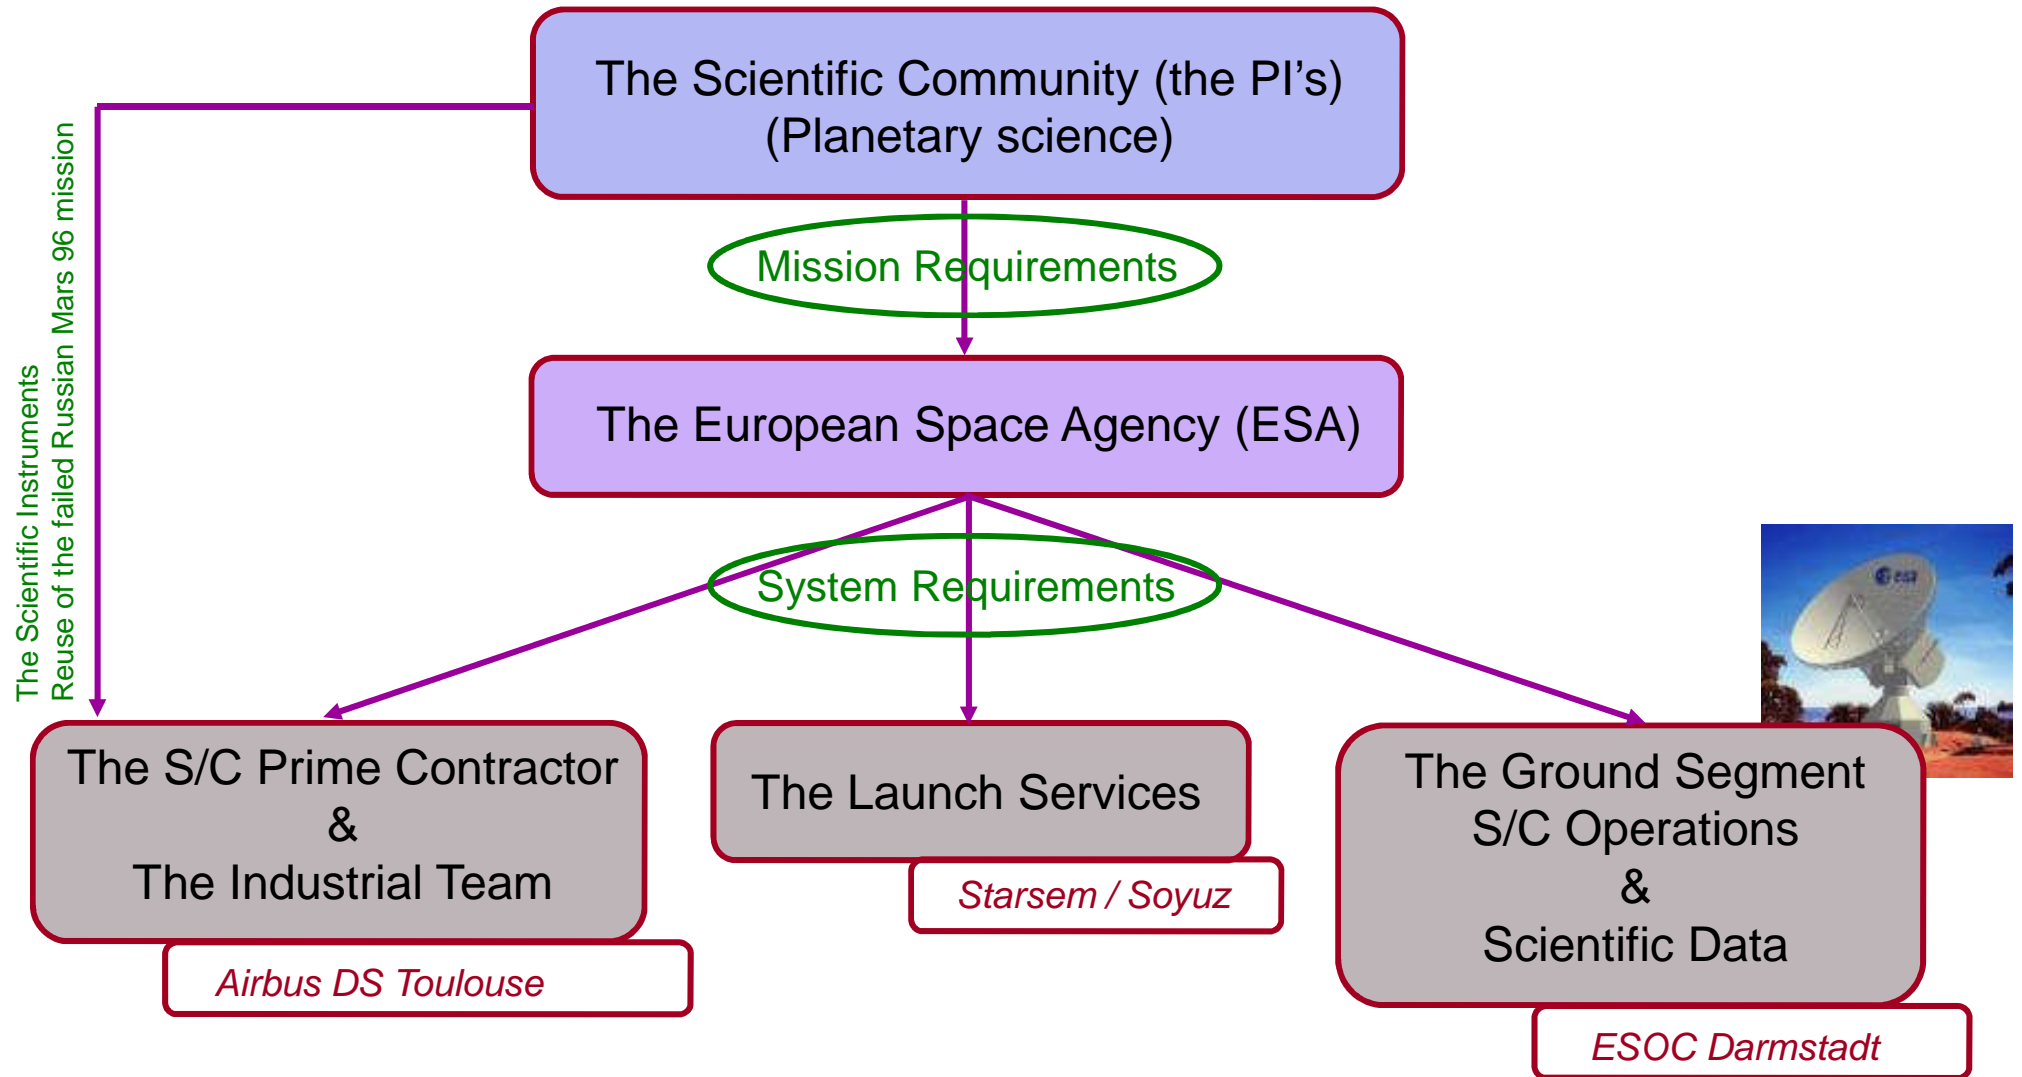 The Scientific Community (the PI’s)
(Planetary science)
The Scientific Instruments
Reuse of the failed Russian Mars 96 mission
Mission Requirements
The European Space Agency (ESA)
System Requirements
esa
The S/C Prime Contractor
&
The Industrial Team
Airbus DS Toulouse
The Launch Services
Starsem / Soyuz
The Ground Segment
S/C Operations
&
Scientific Data
ESOC Darmstadt